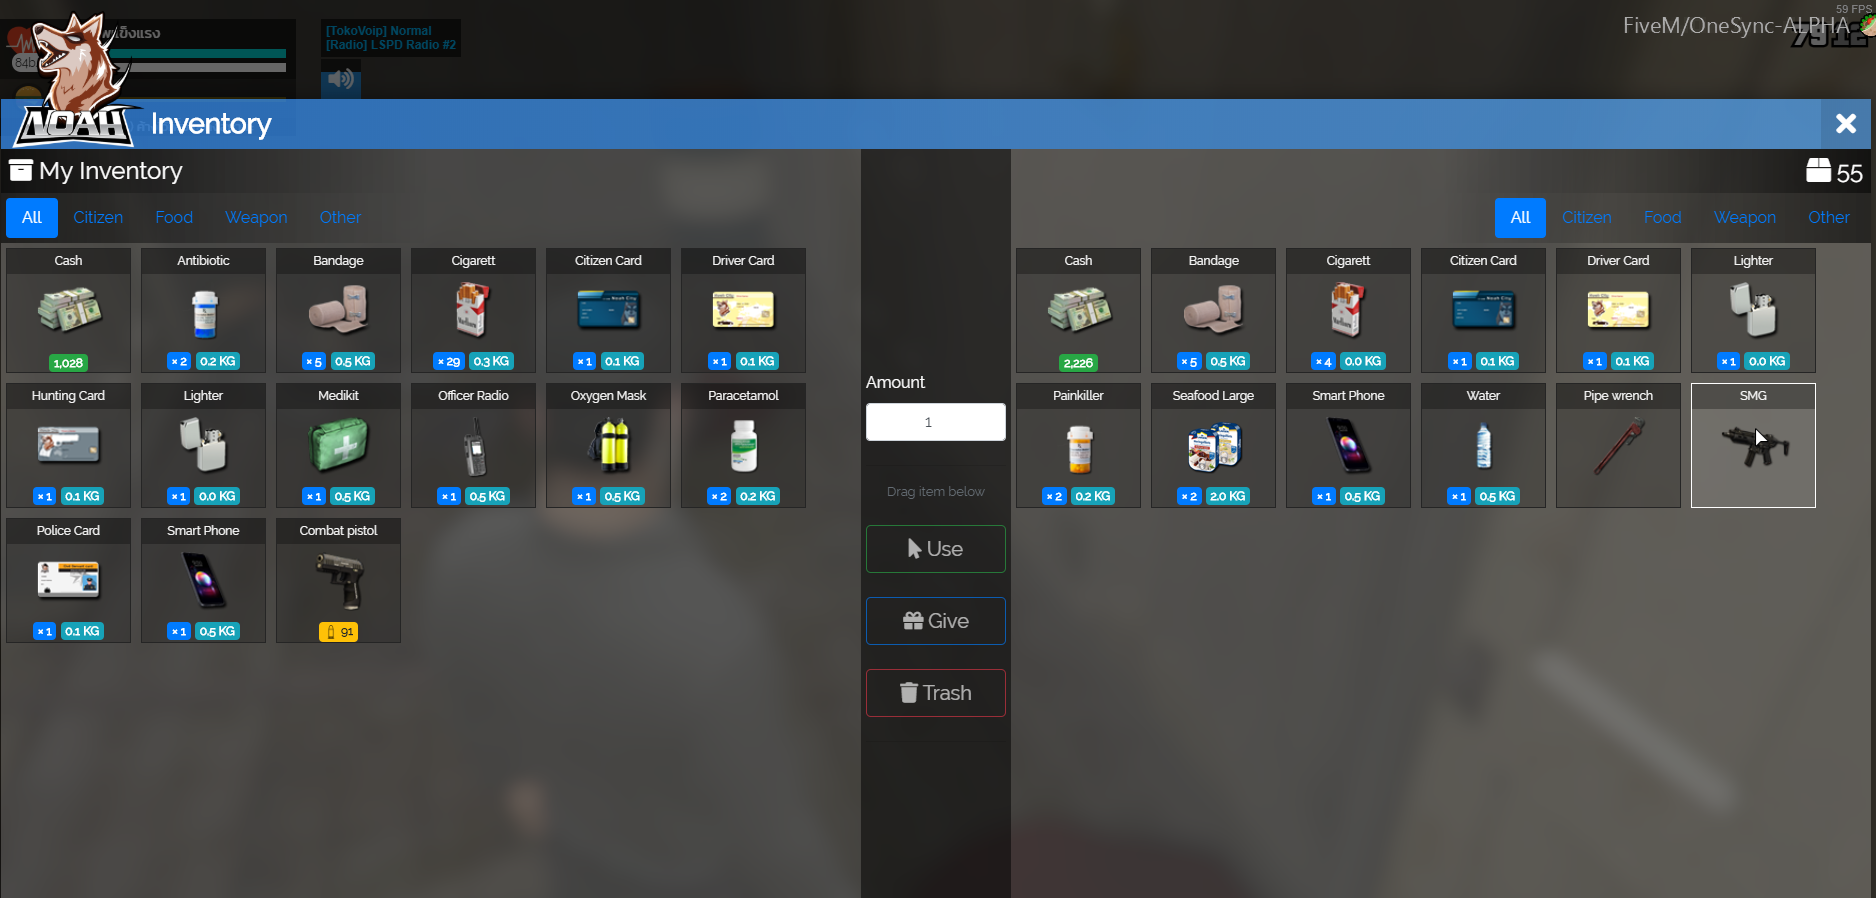 59 FPS
FiveM/OneSync-ALPHA
[TokoVoip] Normal
[Radio] LSPD Radio #2
NOAH
Inventory
My Inventory
55
All Citizen Food Weapon Other
All Citizen Food Weapon Other
Cash Antibiotic Bandage Cigarett Citizen Card Driver Card
1,028 × 2 0.2 KG × 5 0.5 KG × 29 0.3 KG × 1 0.1 KG × 1 0.1 KG
Hunting Card Lighter Medikit Officer Radio Oxygen Mask Paracetamol
× 1 0.1 KG × 1 0.0 KG × 1 0.5 KG × 1 0.5 KG × 1 0.5 KG × 2 0.2 KG
Police Card Smart Phone Combat pistol
× 1 0.1 KG × 1 0.5 KG 91
Amount
1
Drag item below
Use
Give
Trash
Cash Bandage Cigarett Citizen Card Driver Card Lighter
2,226 × 5 0.5 KG × 4 0.0 KG × 1 0.1 KG × 1 0.1 KG × 1 0.0 KG
Painkiller Seafood Large Smart Phone Water Pipe wrench SMG
× 2 0.2 KG × 2 2.0 KG × 1 0.5 KG × 1 0.5 KG